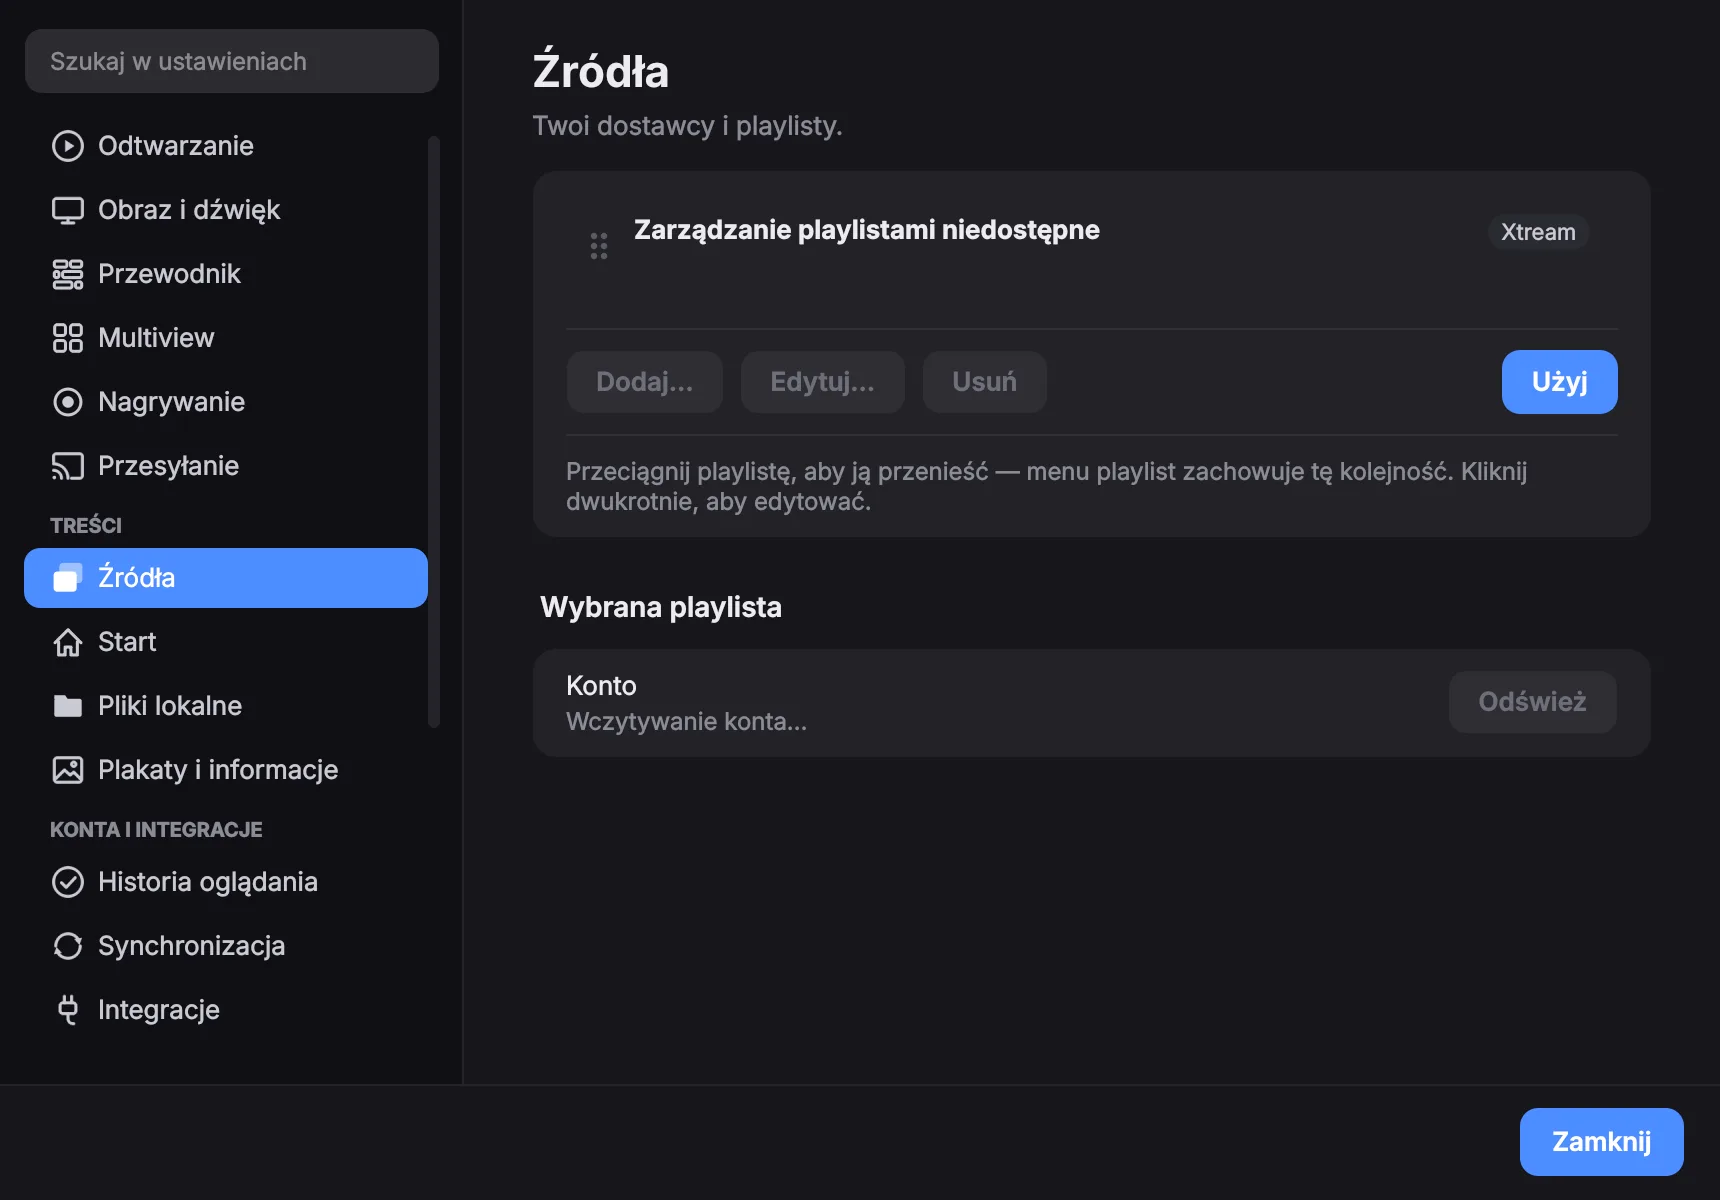 Szukaj w ustawieniach
Odtwarzanie
Obraz i dźwięk
Przewodnik
Multiview
Nagrywanie
Przesyłanie
TREŚCI
Źródła
Start
Pliki lokalne
Plakaty i informacje
KONTA I INTEGRACJE
Historia oglądania
Synchronizacja
Integracje
Źródła
Twoi dostawcy i playlisty.
Zarządzanie playlistami niedostępne
Xtream
Dodaj...
Edytuj...
Usuń
Użyj
Przeciągnij playlistę, aby ją przenieść — menu playlist zachowuje tę kolejność. Kliknij
dwukrotnie, aby edytować.
Wybrana playlista
Konto
Wczytywanie konta...
Odśwież
Zamknij